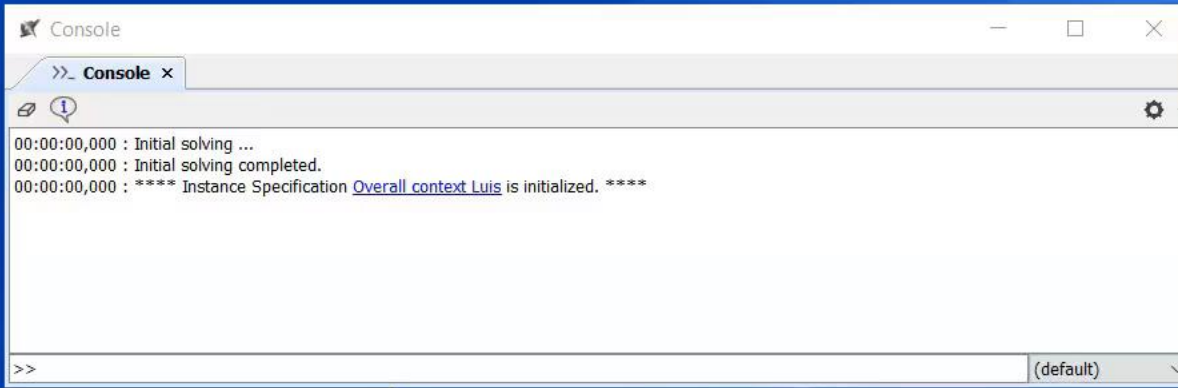 Console
>>_ Console ×
00:00:00,000 : Initial solving ...
00:00:00,000 : Initial solving completed.
00:00:00,000 : **** Instance Specification Overall context Luis is initialized. ****
>>
(default)